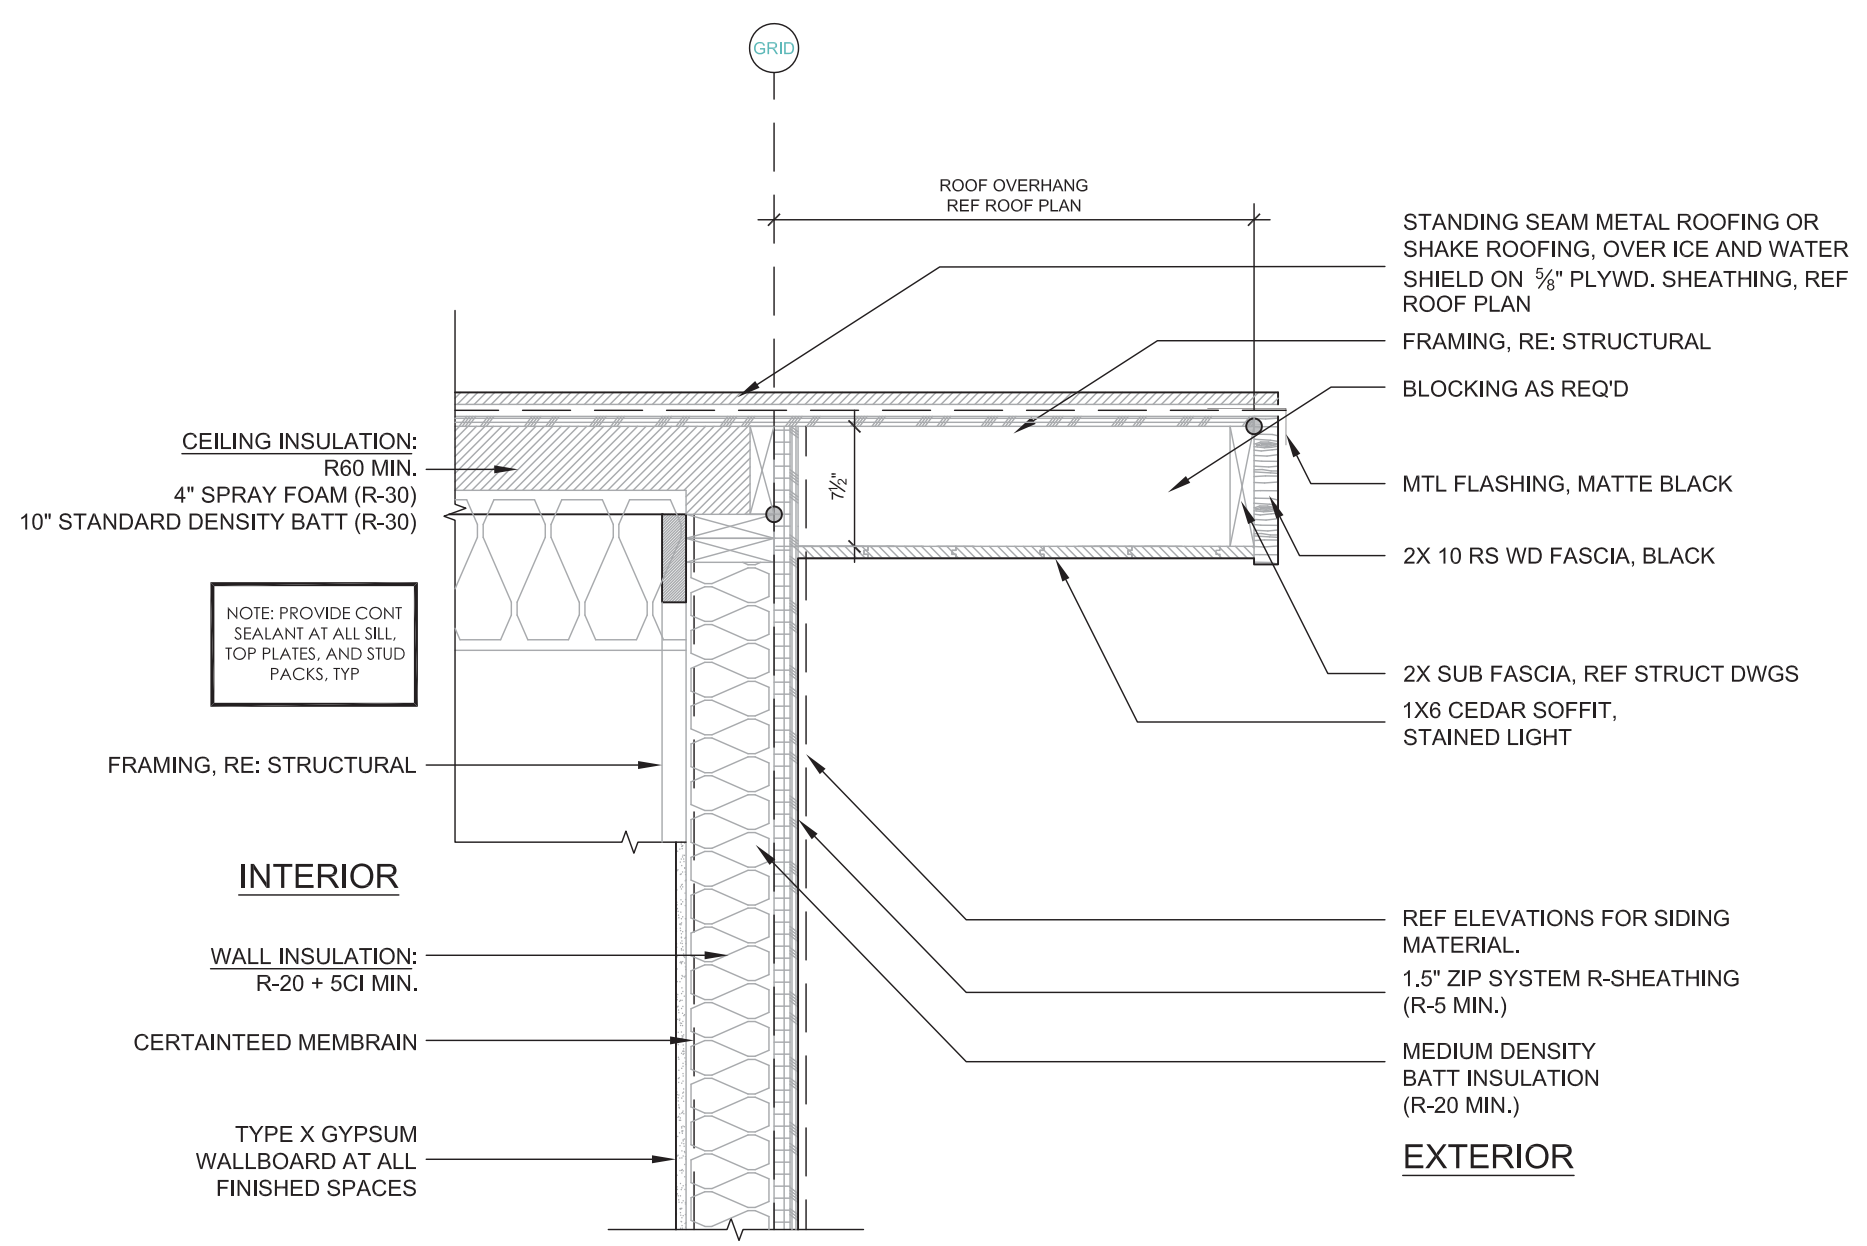 GRID
ROOF OVERHANG
REF ROOF PLAN
STANDING SEAM METAL ROOFING OR
SHAKE ROOFING, OVER ICE AND WATER
SHIELD ON ⅝" PLYWD. SHEATHING, REF
ROOF PLAN
FRAMING, RE: STRUCTURAL
BLOCKING AS REQ'D
MTL FLASHING, MATTE BLACK
2X 10 RS WD FASCIA, BLACK
2X SUB FASCIA, REF STRUCT DWGS
1X6 CEDAR SOFFIT,
STAINED LIGHT
7½"
CEILING INSULATION:
R60 MIN.
4" SPRAY FOAM (R-30)
10" STANDARD DENSITY BATT (R-30)
NOTE: PROVIDE CONT
SEALANT AT ALL SILL,
TOP PLATES, AND STUD
PACKS, TYP
FRAMING, RE: STRUCTURAL
INTERIOR
WALL INSULATION:
R-20 + 5CI MIN.
CERTAINTEED MEMBRAIN
TYPE X GYPSUM
WALLBOARD AT ALL
FINISHED SPACES
REF ELEVATIONS FOR SIDING
MATERIAL.
1.5" ZIP SYSTEM R-SHEATHING
(R-5 MIN.)
MEDIUM DENSITY
BATT INSULATION
(R-20 MIN.)
EXTERIOR